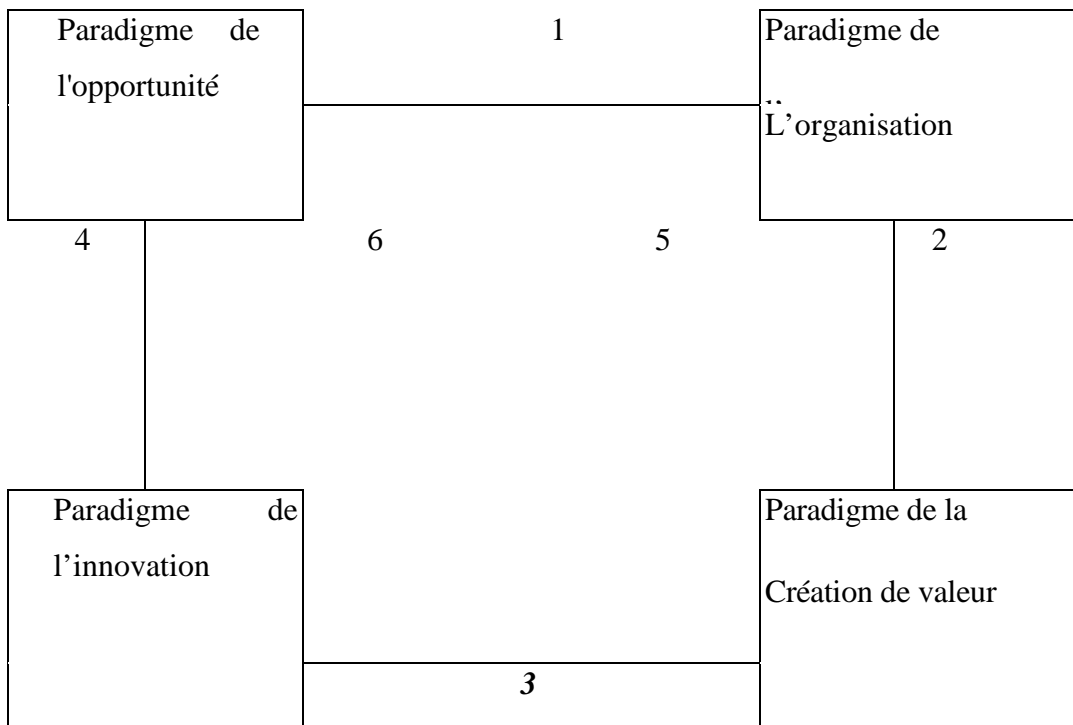 Paradigme de
l'opportunité
1
Paradigme de
L’organisation
4
6
5
2
Paradigme de
l’innovation
Paradigme de la
Création de valeur
3